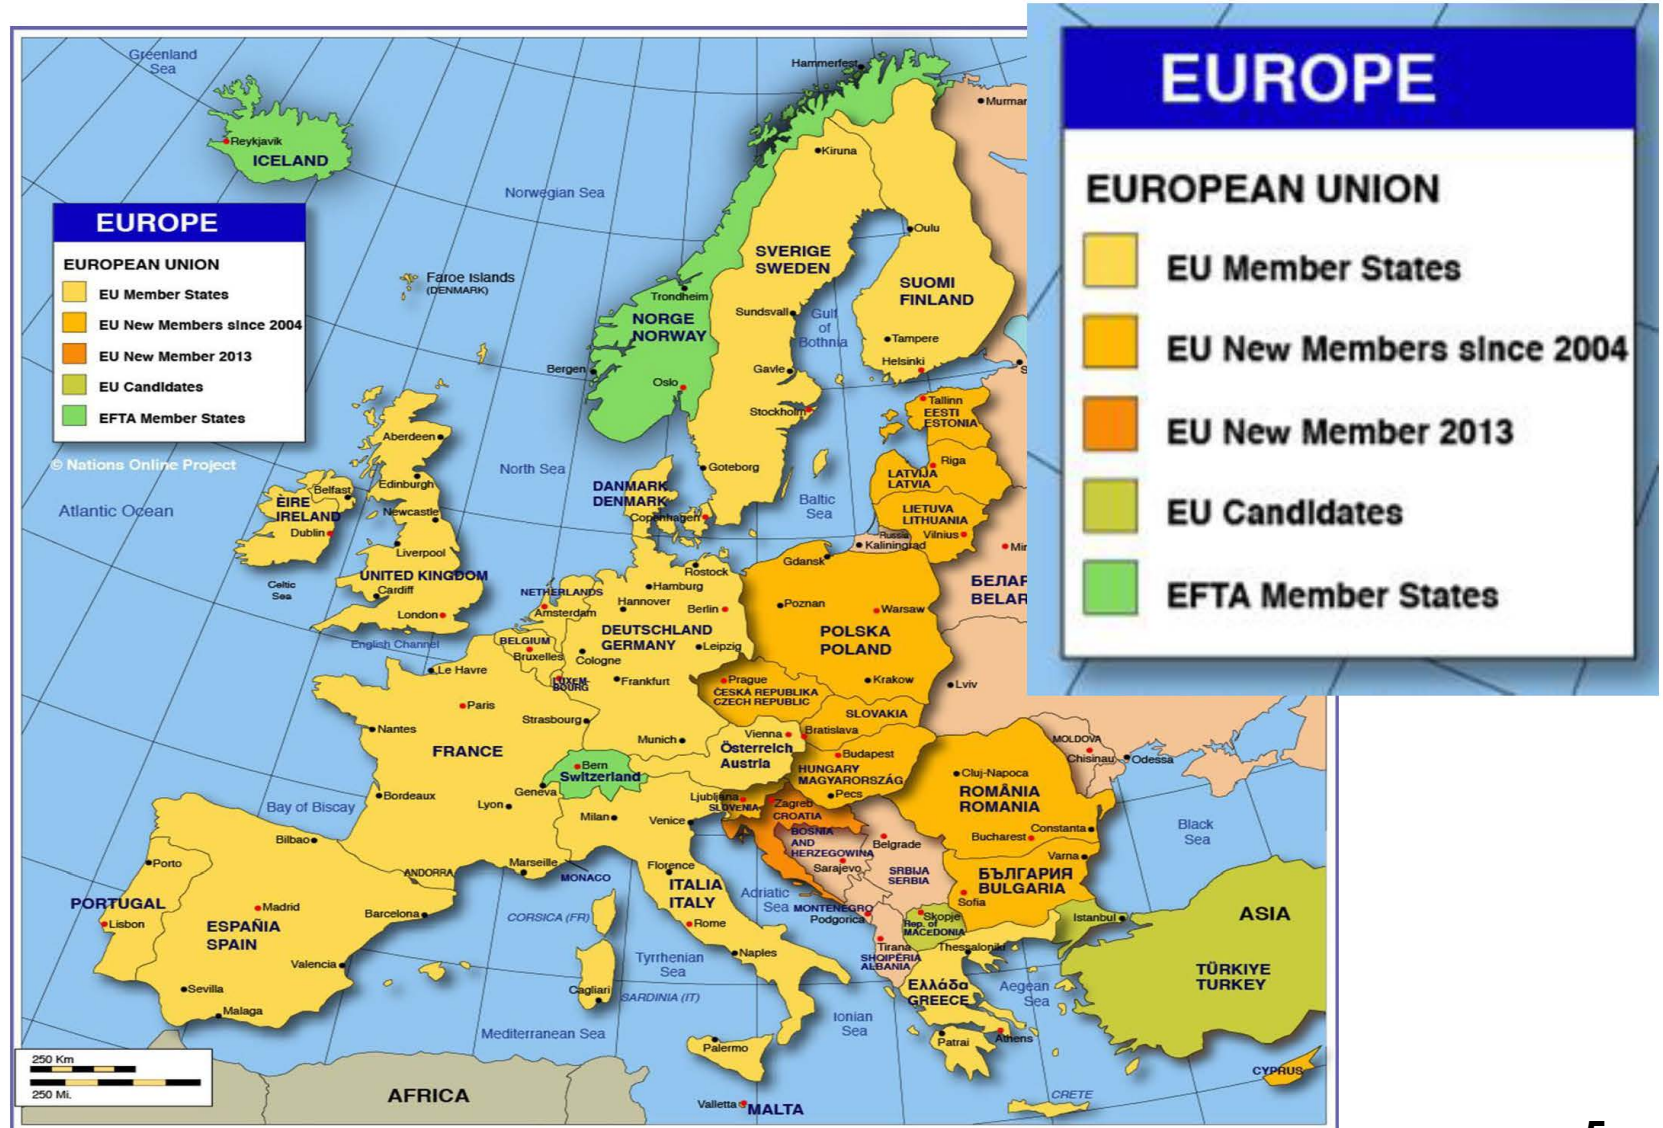 Greenland
Sea
Hammerfest
Murmar
Reykjavik
ICELAND
Kiruna
Norwegian Sea
EUROPE
EUROPEAN UNION
EU Member States
EU New Members since 2004
EU New Member 2013
EU Candidates
EFTA Member States
© Nations Online Project
EUROPE
EUROPEAN UNION
EU Member States
EU New Members since 2004
EU New Member 2013
EU Candidates
EFTA Member States
Oulu
SVERIGE
SWEDEN
SUOMI
FINLAND
Faroe Islands
(DENMARK)
Trondheim
NORGE
NORWAY
Sundsvall
Gulf
of
Bothnia
Tampere
Helsinki
Bergen
Gavle
Oslo
Stockholm
Tallinn
EESTI
ESTONIA
Aberdeen
North Sea
Goteborg
Riga
LATVIJA
LATVIA
Edinburgh
DANMARK
DENMARK
Baltic
Sea
Belfast
ÈIRE
IRELAND
Newcastle
Copenhagen
LIETUVA
LITHUANIA
Atlantic Ocean
Dublin
Russia
Vilnius
Kaliningrad
Liverpool
Gdansk
Min
Celtic
Sea
UNITED KINGDOM
Cardiff
Rostock
Hamburg
БЕЛАР
BELAR
NETHERLANDS
Hannover
Amsterdam
Berlin
Poznan
Warsaw
London
DEUTSCHLAND
GERMANY
POLSKA
POLAND
English Channel
BELGIUM
Bruxelles
Leipzig
Cologne
Le Havre
LUXEM-
BOURG
Frankfurt
Prague
Krakow
Lviv
ČESKÁ REPUBLIKA
CZECH REPUBLIC
Paris
SLOVAKIA
Strasbourg
Nantes
Vienna
Bratislava
Munich
MOLDOVA
Chisinau
Odessa
FRANCE
Österreich
Austria
Budapest
Bern
Switzerland
HUNGARY
MAGYARORSZÁG
Cluj-Napoca
Geneva
ROMÂNIA
ROMANIA
Bordeaux
Lyon
Ljubljana
SLOVENIA
Pecs
Zagreb
CROATIA
Bay of Biscay
Milan
Venice
Constanta
Bucharest
Black
Sea
Bilbao
BOSNIA
AND
HERZEGOWINA
Belgrade
Varna
Porto
Marseille
Florence
Sarajevo
ANDORRA
MONACO
SRBIJA
SERBIA
БЪЛГАРИЯ
BULGARIA
ITALIA
ITALY
Adriatic
Sea
Sofia
PORTUGAL
Madrid
Barcelona
CORSICA (FR)
MONTENEGRO
Podgorica
Skopje
Rep. of
MACEDONIA
Istanbul
ASIA
Lisbon
ESPAÑIA
SPAIN
Rome
Tirana
Thessaloniki
Valencia
Tyrrhenian
Sea
Naples
SHQIPËRIA
ALBANIA
TÜRKIYE
TURKEY
Sevilla
Cagliari
SARDINIA (IT)
Ελλάδα
GREECE
Aegean
Sea
Malaga
Ionian
Sea
Mediterranean Sea
Palermo
Patrai
Athens
250 Km
250 Mi.
AFRICA
CYPRUS
CRETE
Valletta
MALTA